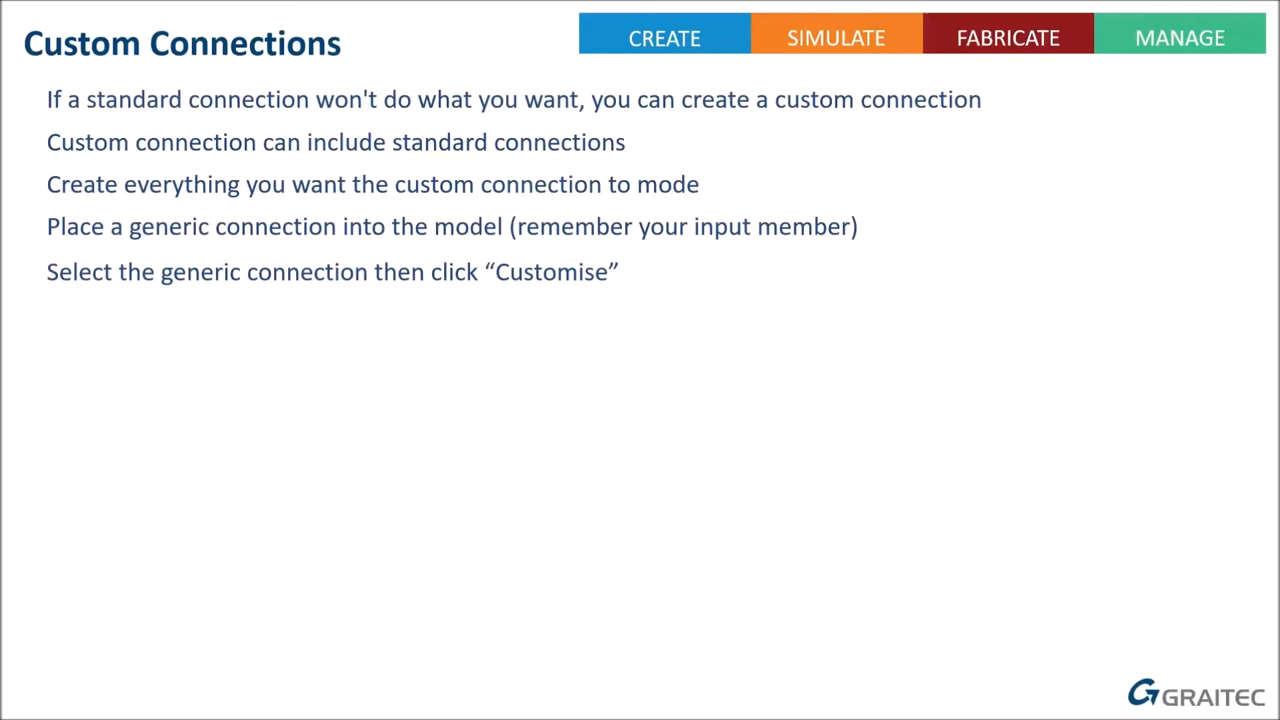 Custom Connections
CREATE
SIMULATE
FABRICATE
MANAGE
If a standard connection won't do what you want, you can create a custom connection
Custom connection can include standard connections
Create everything you want the custom connection to mode
Place a generic connection into the model (remember your input member)
Select the generic connection then click “Customise”
GRAITEC